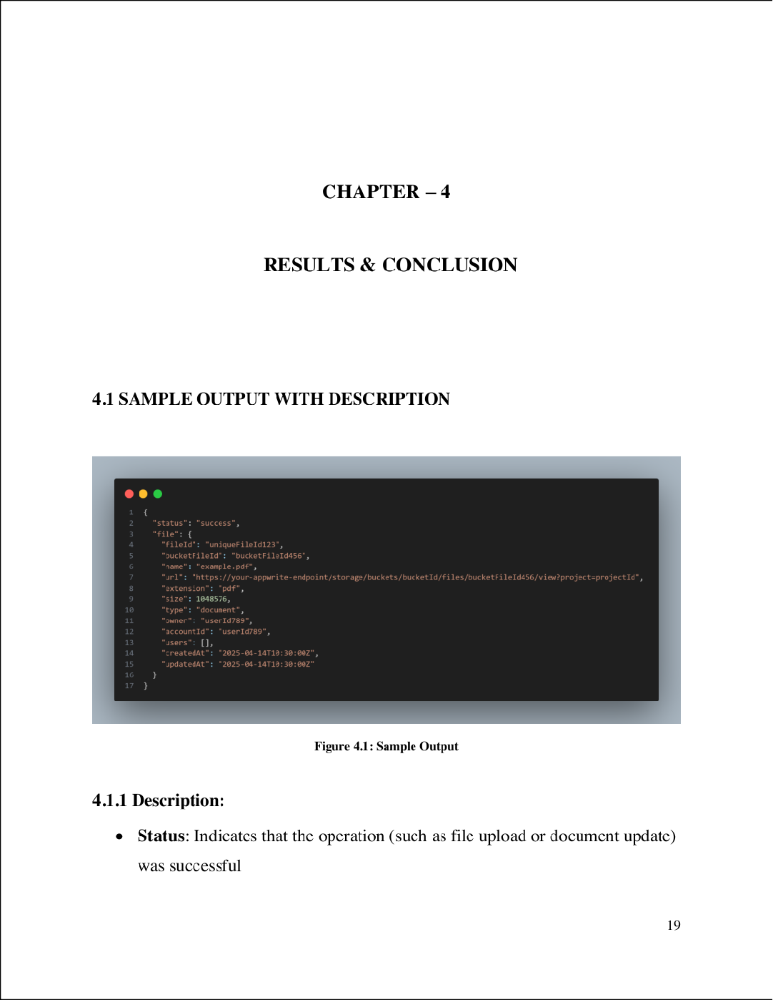 CHAPTER – 4
RESULTS & CONCLUSION
4.1 SAMPLE OUTPUT WITH DESCRIPTION
1 {
2 "status": "success",
3 "file": {
4 "fileId": "uniqueFileId123",
5 "bucketFileId": "bucketFileId456",
6 "name": "example.pdf",
7 "url": "https://your-appwrite-endpoint/storage/buckets/bucketId/files/bucketFileId456/view?project=projectId",
8 "extension": "pdf",
9 "size": 1048576,
10 "type": "document",
11 "owner": "userId789",
12 "accountId": "userId789",
13 "users": [],
14 "createdAt": "2025-04-14T10:30:00Z",
15 "updatedAt": "2025-04-14T10:30:00Z"
16 }
17 }
Figure 4.1: Sample Output
4.1.1 Description:
• Status: Indicates that the operation (such as file upload or document update)
was successful
19